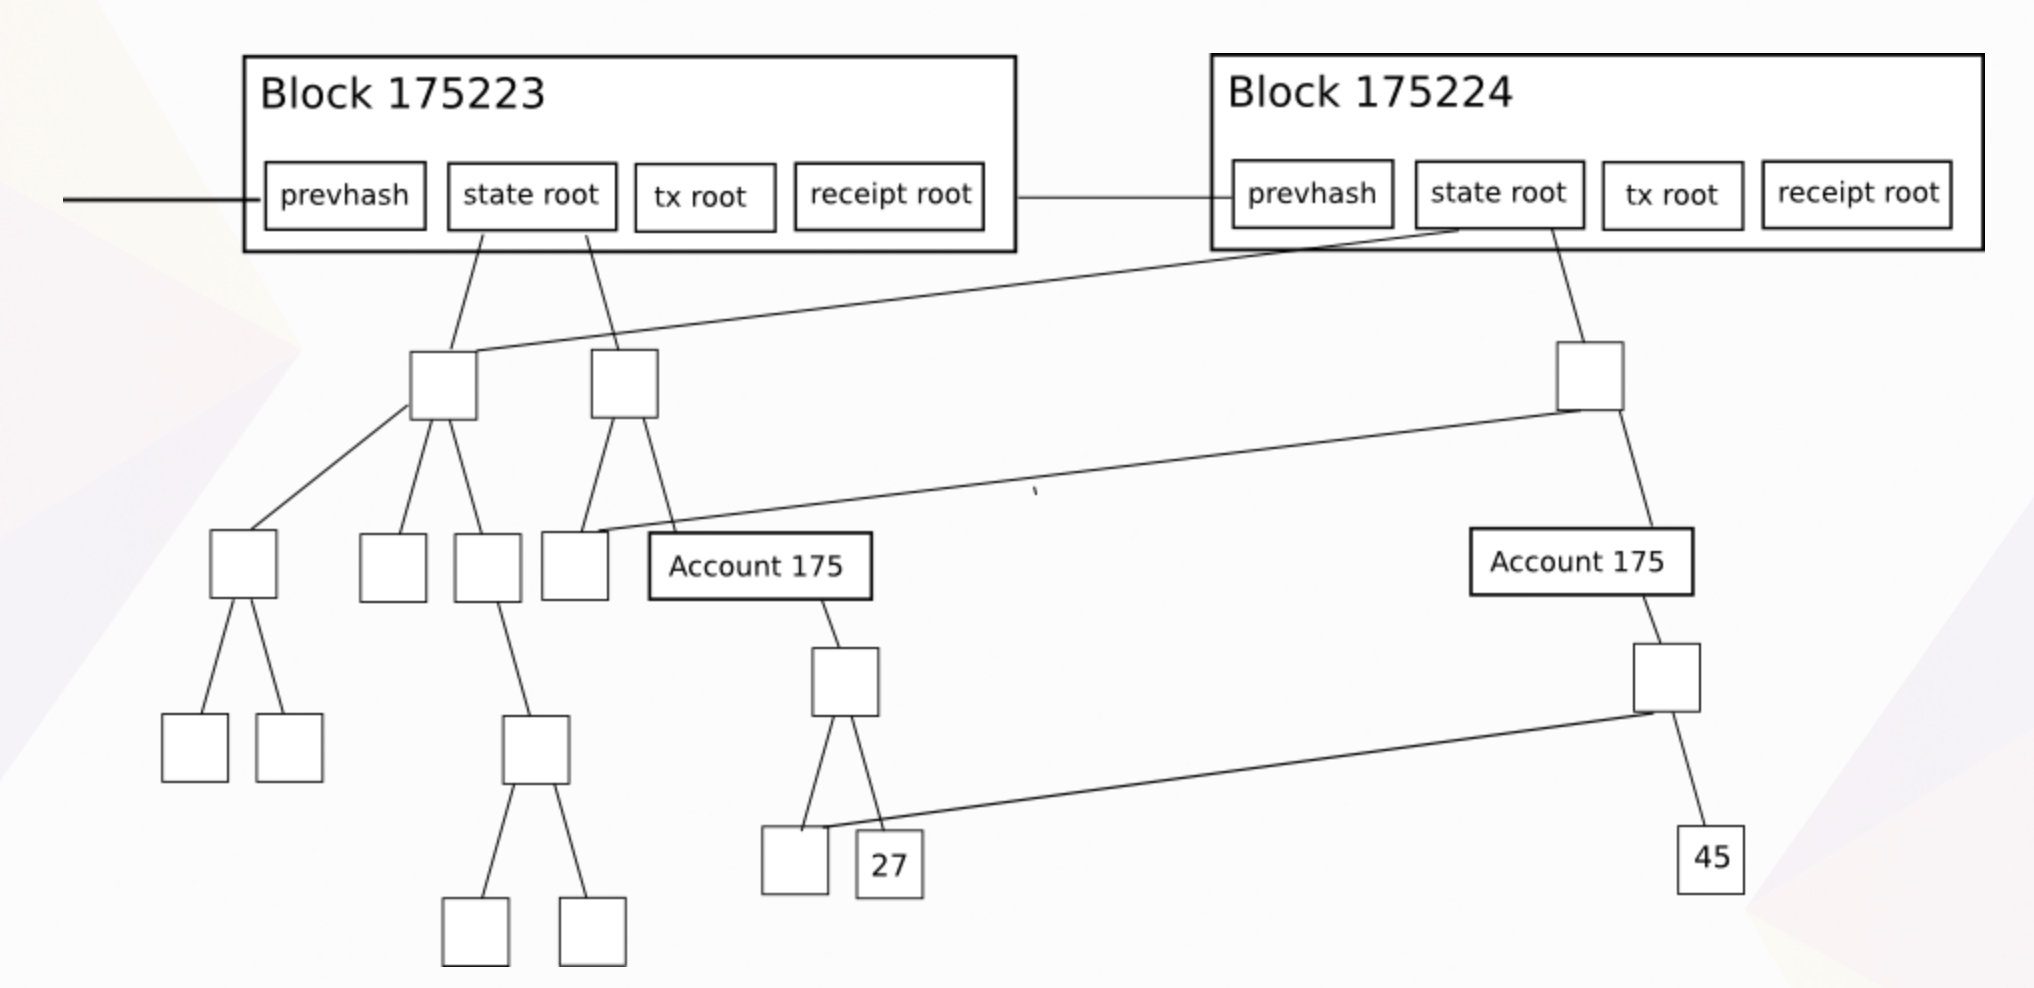 Block 175223
prevhash
state root
tx root
receipt root
Block 175224
prevhash
state root
tx root
receipt root
Account 175
Account 175
27
45